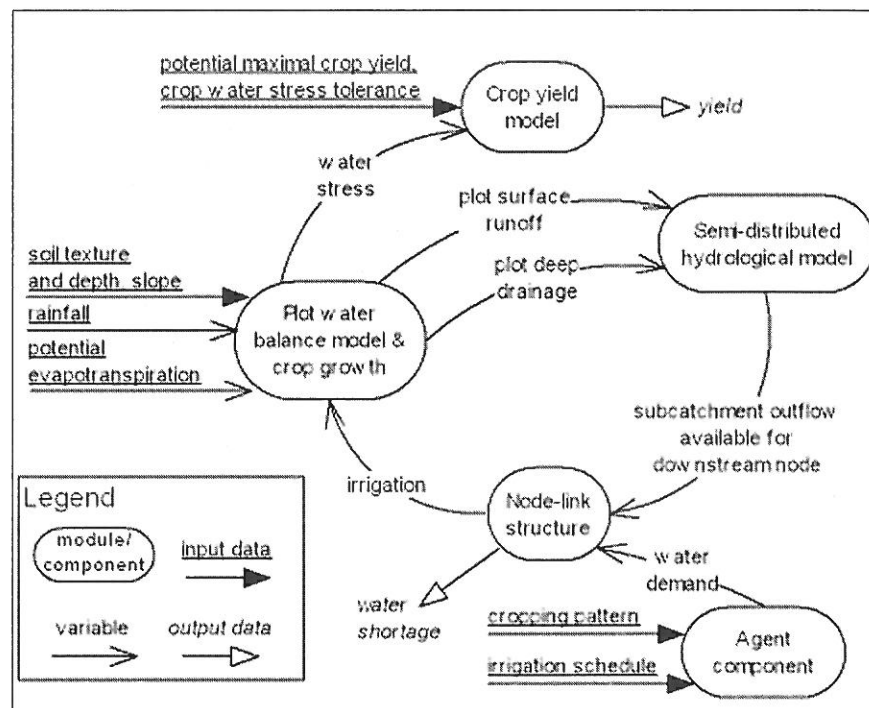 potential maximal crop yield,
crop water stress tolerance
Crop yield
model
yield
water
stress
plot surface
runoff
Semi-distributed
hydrological model
plot deep
drainage
soil texture
and depth slope
rainfall
potential
evapotranspiration
Plot water
balance model &
crop growth
subcatchment outflow
available for
downstream node
irrigation
Node-link
structure
water
demand
water
shortage
cropping pattern
irrigation schedule
Agent
component
Legend
module/
component
input data
variable
output data